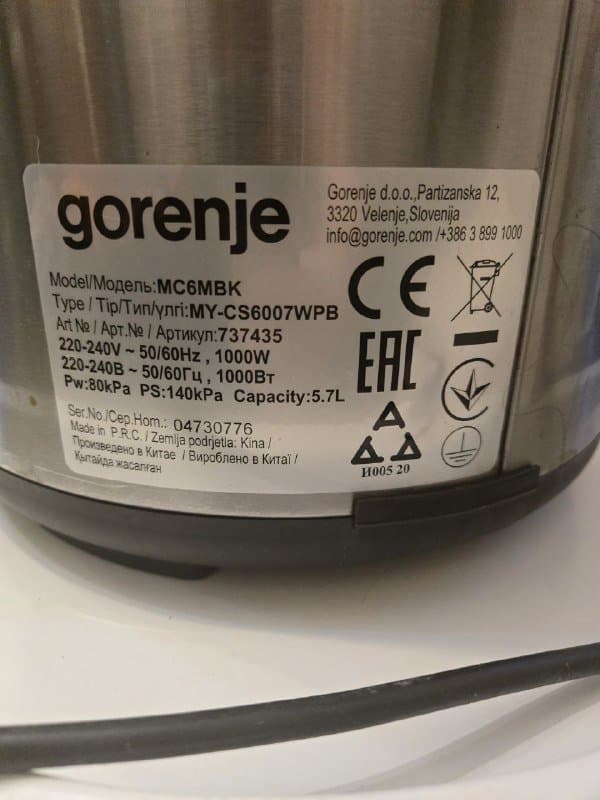 gorenje
Gorenje d.o.o.,Partizanska 12,
3320 Velenje,Slovenija
info@gorenje.com /+386 3 899 1000
Model/Модель:MC6MBK
Type / Tip/Тип/үлгі:MY-CS6007WPB
Art № / Арт.№ / Артикул:737435
220-240V ~ 50/60Hz , 1000W
220-240В ~ 50/60Гц , 1000Вт
Pw:80kPa PS:140kPa Capacity:5.7L
Ser.No./Сер.Ном.: 04730776
Made in P.R.C. / Zemlja podrjetla: Kina /
Произведено в Китае / Вироблено в Китаї /
Қытайда жасалған
CE
EAC
И005 20